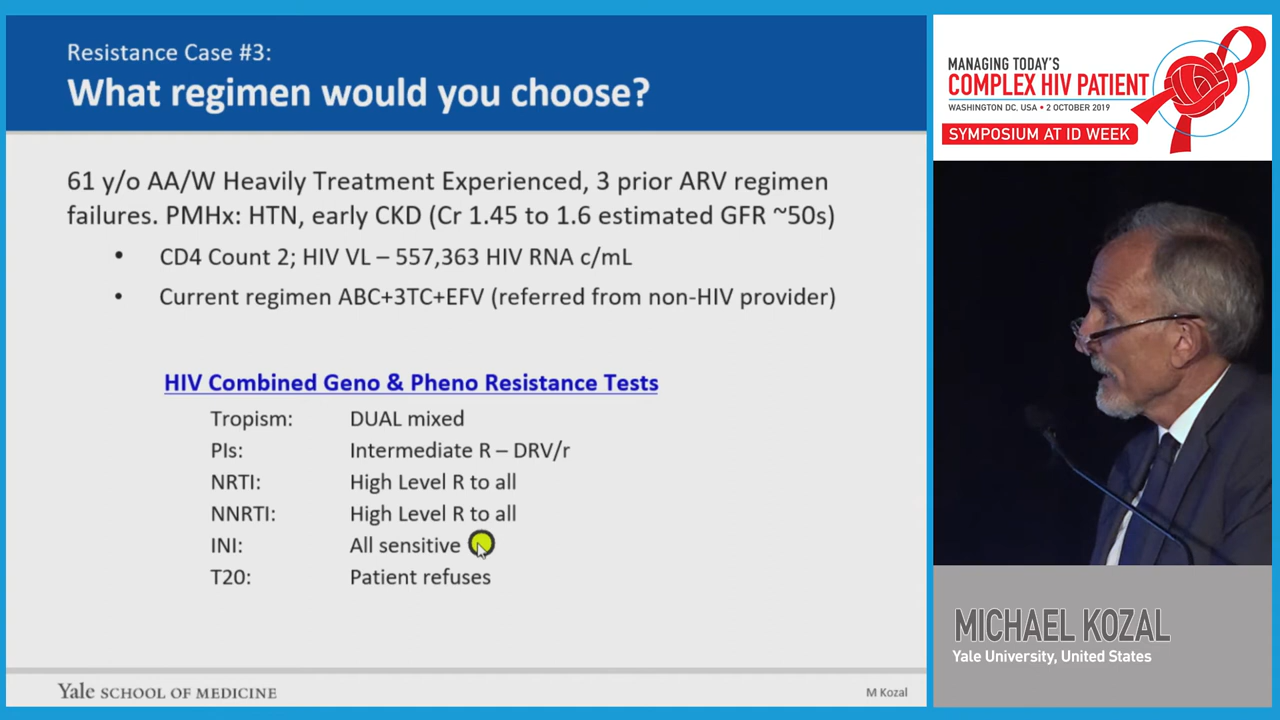 Resistance Case #3:
What regimen would you choose?
61 y/o AA/W Heavily Treatment Experienced, 3 prior ARV regimen
failures. PMHx: HTN, early CKD (Cr 1.45 to 1.6 estimated GFR ~50s)
• CD4 Count 2; HIV VL – 557,363 HIV RNA c/mL
• Current regimen ABC+3TC+EFV (referred from non-HIV provider)
HIV Combined Geno & Pheno Resistance Tests
Tropism: DUAL mixed
PIs: Intermediate R – DRV/r
NRTI: High Level R to all
NNRTI: High Level R to all
INI: All sensitive
T20: Patient refuses
Yale SCHOOL OF MEDICINE
M Kozal
MANAGING TODAY'S
COMPLEX HIV PATIENT
WASHINGTON DC, USA • 2 OCTOBER 2019
SYMPOSIUM AT ID WEEK
MICHAEL KOZAL
Yale University, United States